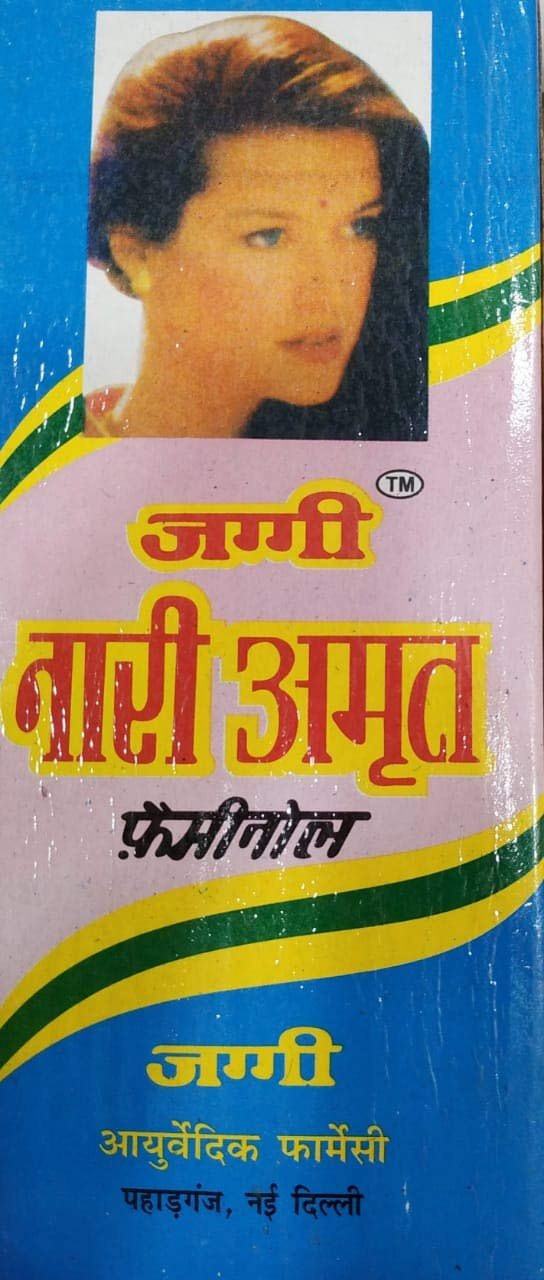 TM
जग्गी
नारी अमृत
फ़ैमीनोल
जग्गी
आयुर्वेदिक फार्मेसी
पहाड़गंज, नई दिल्ली